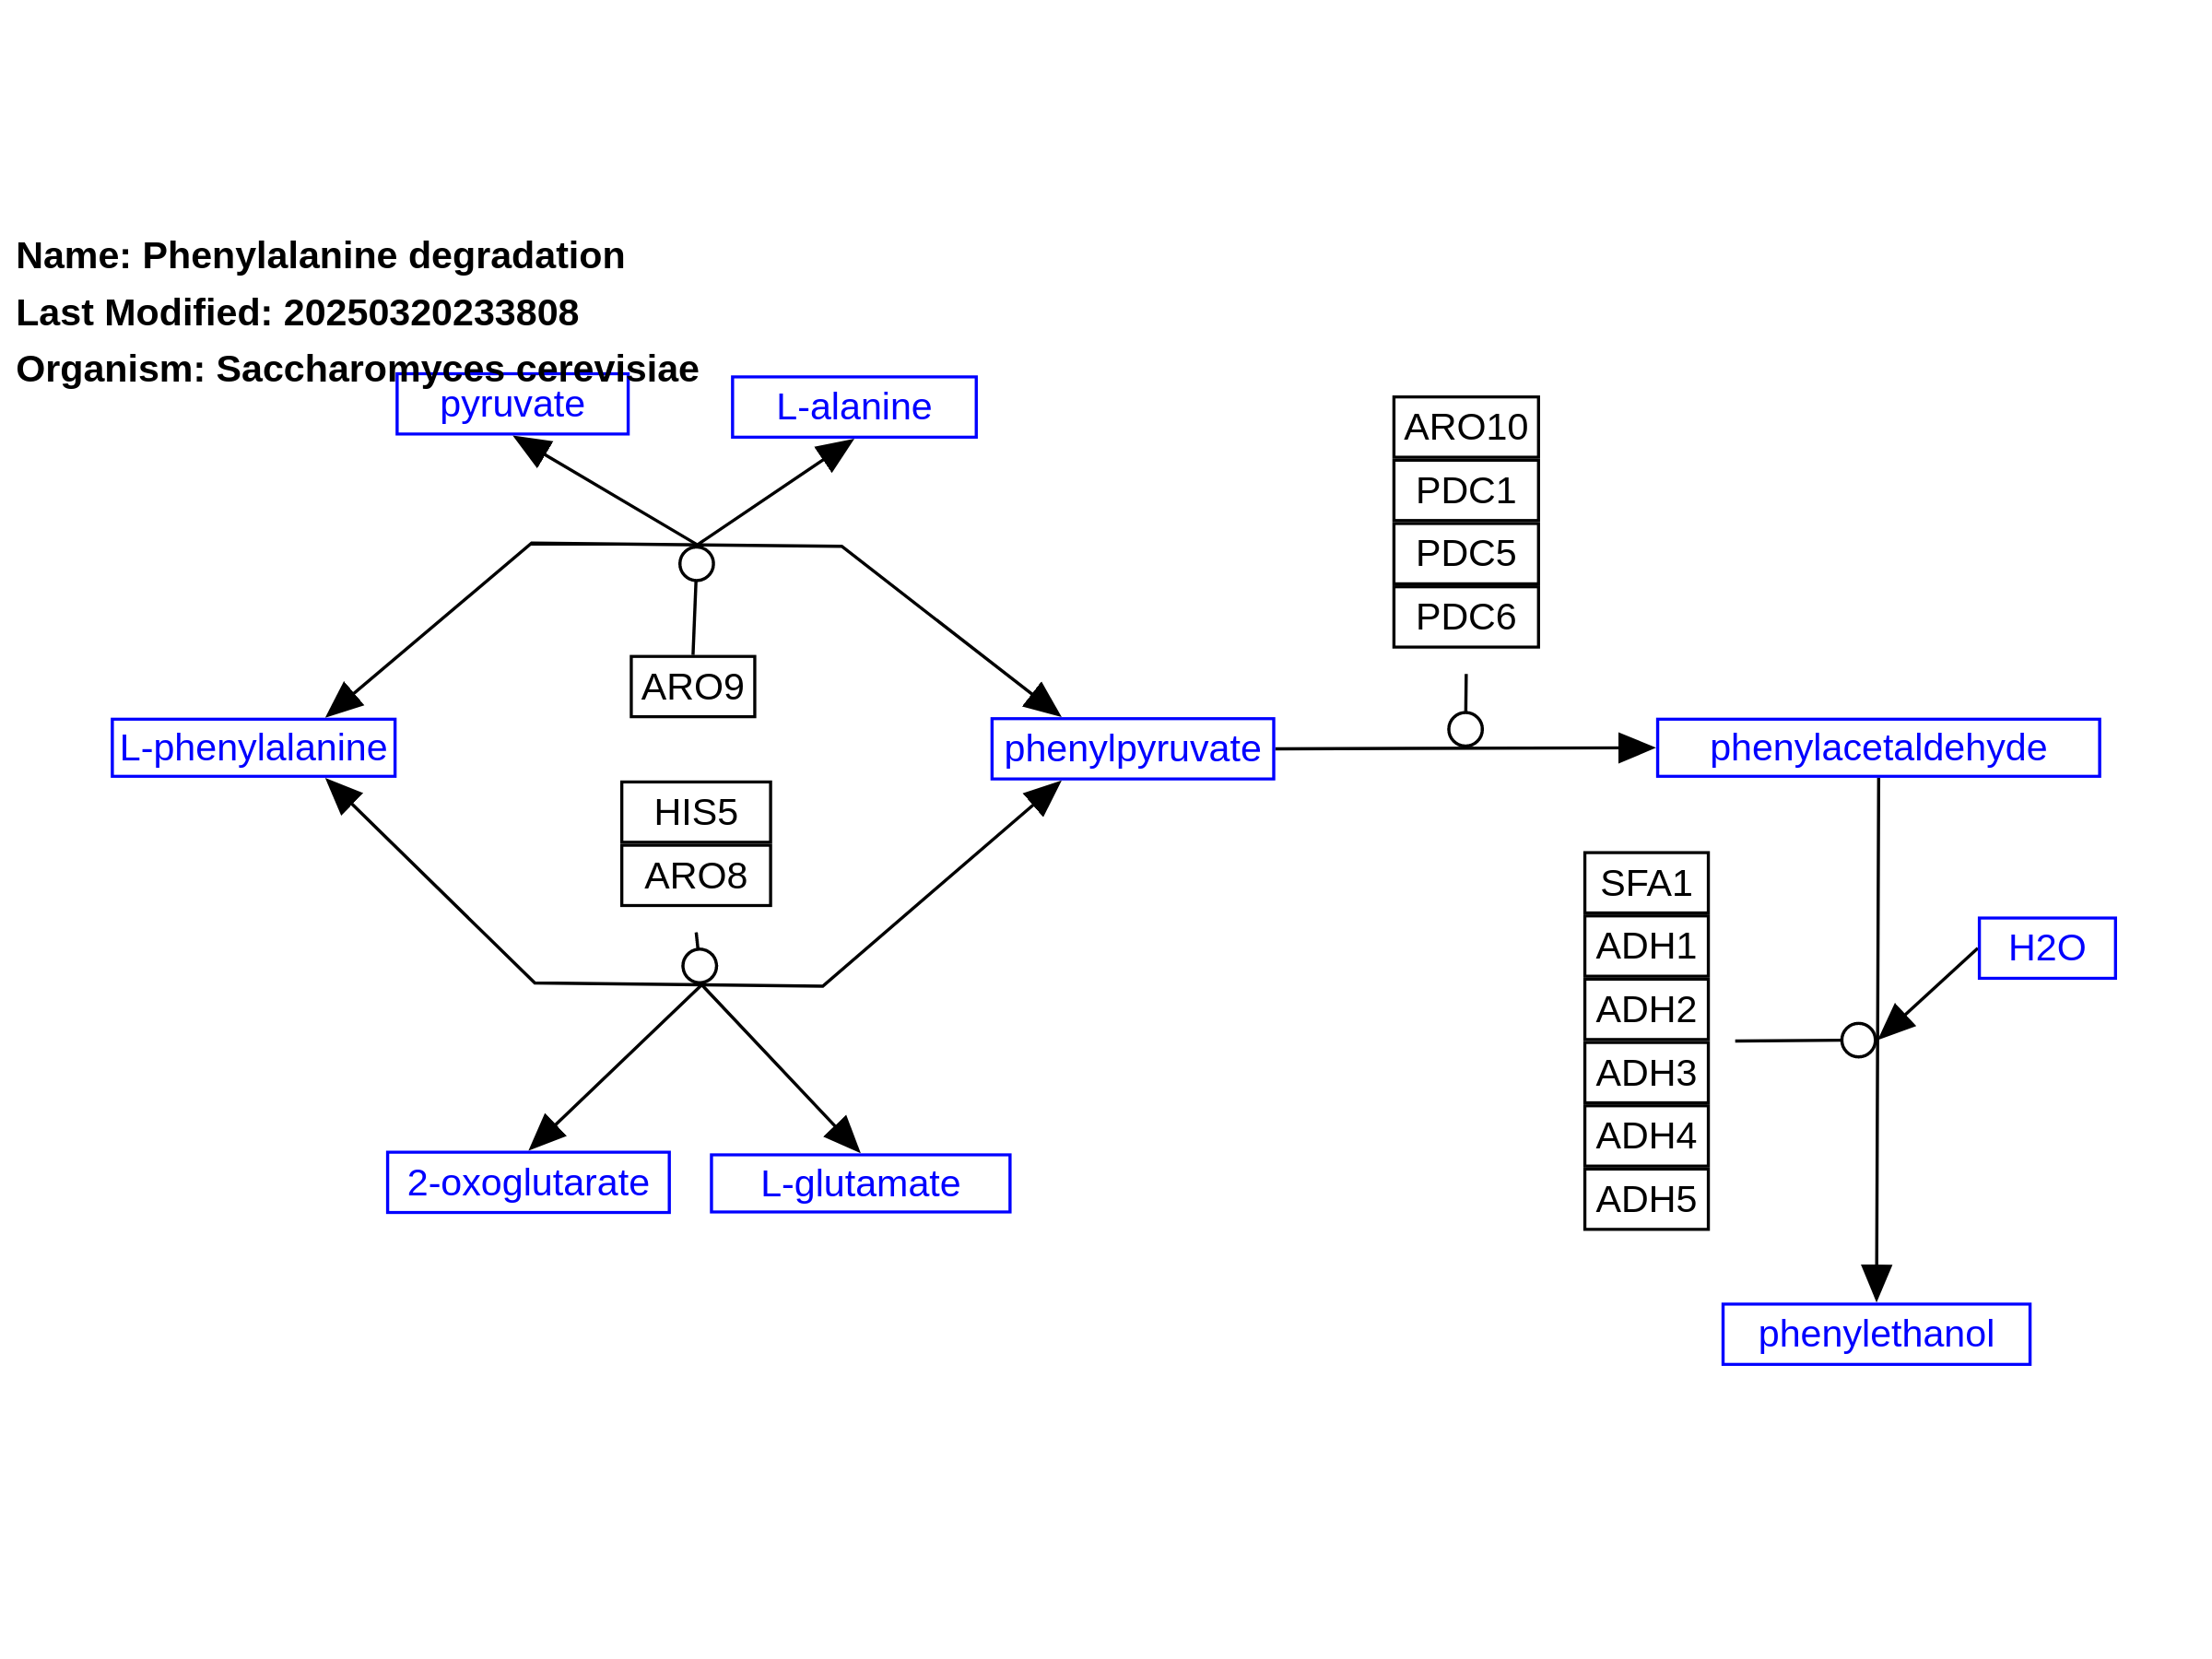 Name: Phenylalanine degradation
Last Modified: 20250320233808
Organism: Saccharomyces cerevisiae
pyruvate
L-alanine
ARO10
PDC1
PDC5
PDC6
ARO9
L-phenylalanine
phenylpyruvate
phenylacetaldehyde
HIS5
ARO8
SFA1
ADH1
ADH2
ADH3
ADH4
ADH5
H2O
2-oxoglutarate
L-glutamate
phenylethanol